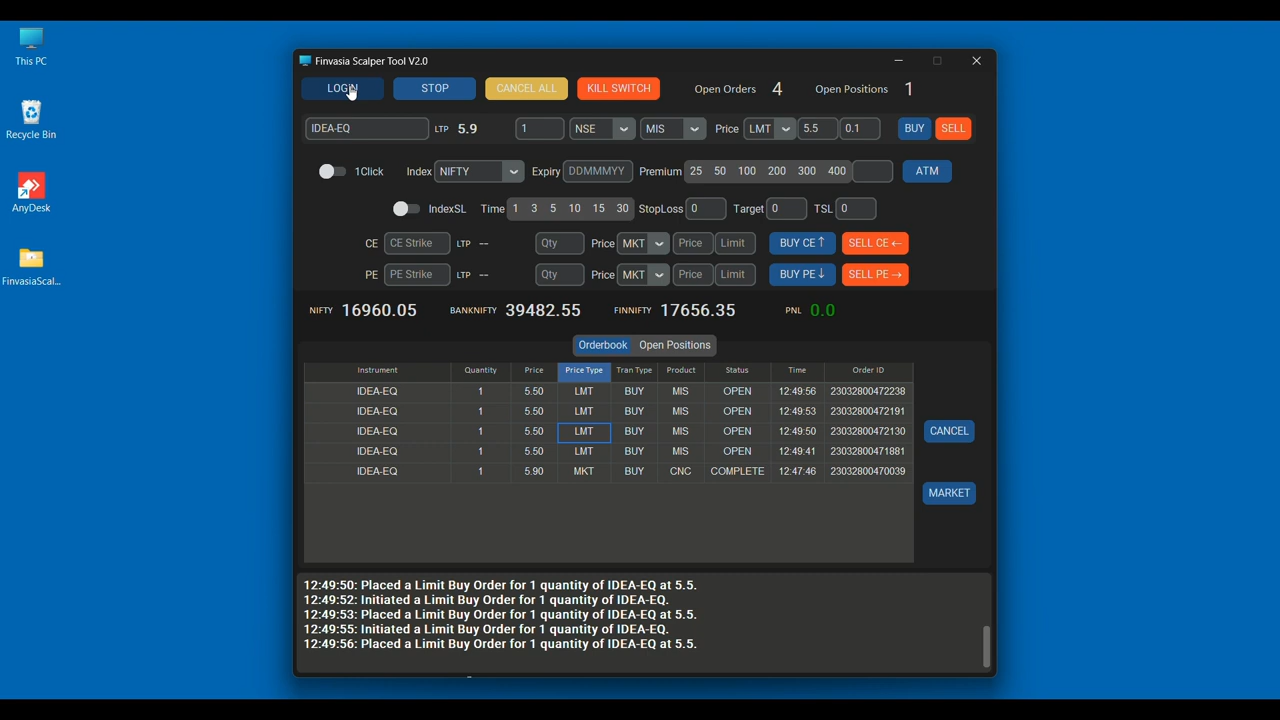 This PC
Recycle Bin
AnyDesk
FinvasiaScal...
Finvasia Scalper Tool V2.0
LOGIN STOP CANCEL ALL KILL SWITCH Open Orders 4 Open Positions 1
IDEA-EQ LTP 5.9 1 NSE MIS Price LMT 5.5 0.1 BUY SELL
1Click Index NIFTY Expiry DDMMMYY Premium 25 50 100 200 300 400 ATM
IndexSL Time 1 3 5 10 15 30 StopLoss 0 Target 0 TSL 0
CE CE Strike LTP -- Qty Price MKT Price Limit BUY CE↑ SELL CE←
PE PE Strike LTP -- Qty Price MKT Price Limit BUY PE↓ SELL PE→
NIFTY 16960.05 BANKNIFTY 39482.55 FINNIFTY 17656.35 PNL 0.0
Orderbook Open Positions
Instrument Quantity Price Price Type Tran Type Product Status Time Order ID
IDEA-EQ 1 5.50 LMT BUY MIS OPEN 12:49:56 23032800472238
IDEA-EQ 1 5.50 LMT BUY MIS OPEN 12:49:53 23032800472191
IDEA-EQ 1 5.50 LMT BUY MIS OPEN 12:49:50 23032800472130
IDEA-EQ 1 5.50 LMT BUY MIS OPEN 12:49:41 23032800471881
IDEA-EQ 1 5.90 MKT BUY CNC COMPLETE 12:47:46 23032800470039
CANCEL
MARKET
12:49:50: Placed a Limit Buy Order for 1 quantity of IDEA-EQ at 5.5.
12:49:52: Initiated a Limit Buy Order for 1 quantity of IDEA-EQ.
12:49:53: Placed a Limit Buy Order for 1 quantity of IDEA-EQ at 5.5.
12:49:55: Initiated a Limit Buy Order for 1 quantity of IDEA-EQ.
12:49:56: Placed a Limit Buy Order for 1 quantity of IDEA-EQ at 5.5.